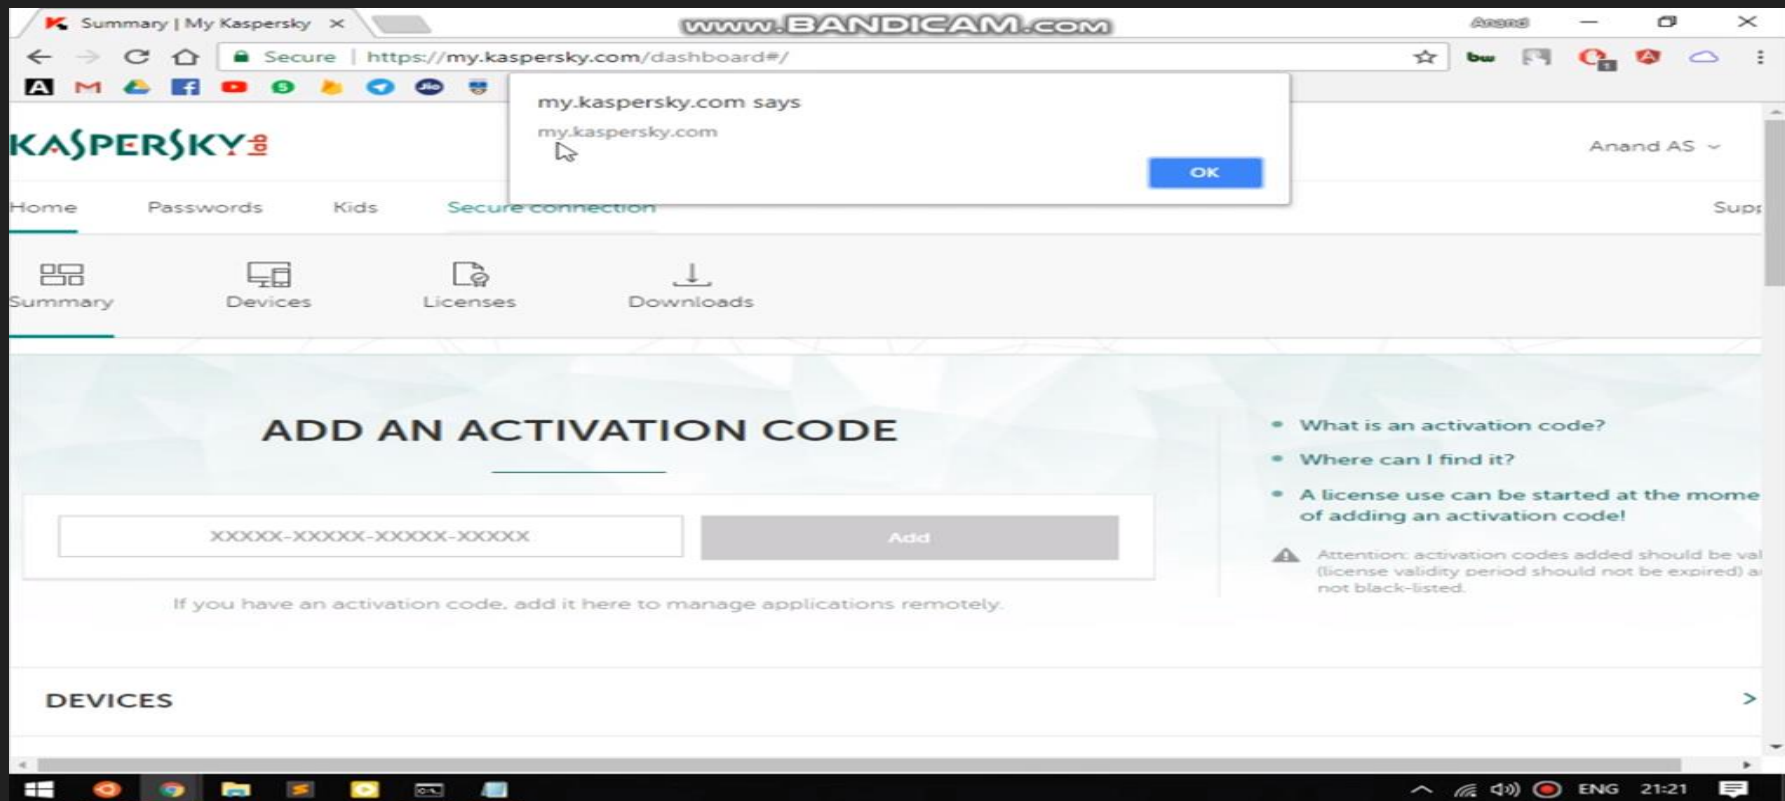 Summary | My Kaspersky
www.BANDICAM.com
Anand
Secure | https://my.kaspersky.com/dashboard#/
bw
1
A
Jio
my.kaspersky.com says
my.kaspersky.com
OK
KASPERSKY lab
Anand AS
Home Passwords Kids Secure connection Supp
Summary Devices Licenses Downloads
ADD AN ACTIVATION CODE
XXXXX-XXXXX-XXXXX-XXXXX
Add
If you have an activation code, add it here to manage applications remotely.
What is an activation code?
Where can I find it?
A license use can be started at the mome
of adding an activation code!
Attention: activation codes added should be val
(license validity period should not be expired) a
not black-listed.
DEVICES
ENG 21:21